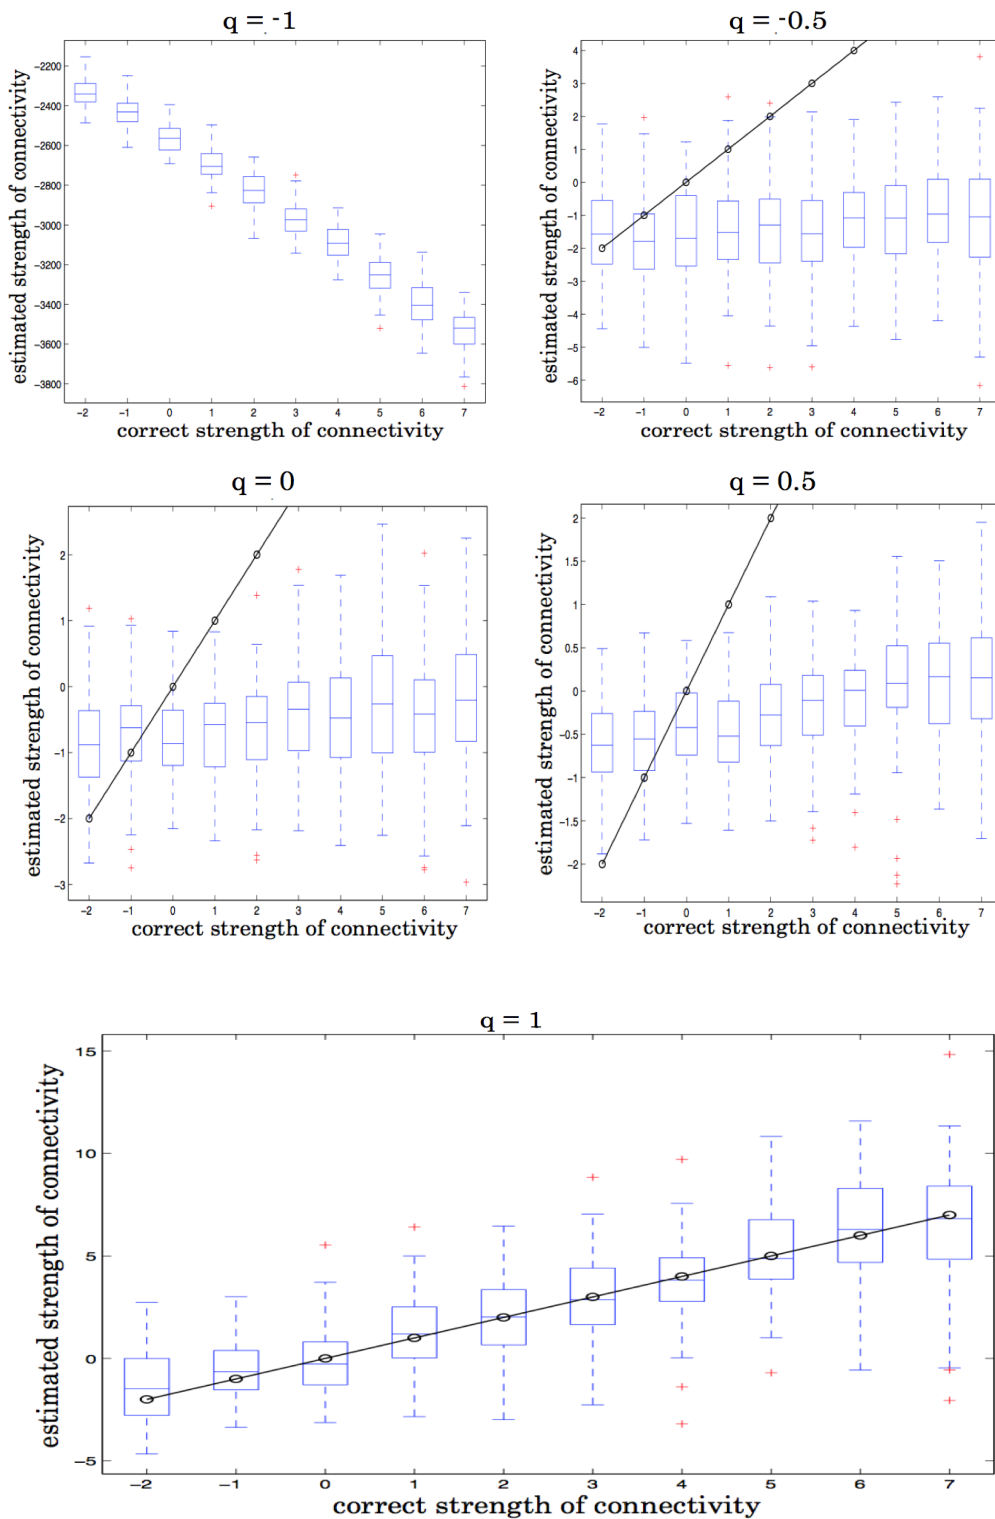 q = -1
q = -0.5
estimated strength of connectivity
-2200
-2400
-2600
-2800
-3000
-3200
-3400
-3600
-3800
-2 -1 0 1 2 3 4 5 6 7
correct strength of connectivity
estimated strength of connectivity
4
3
2
1
0
-1
-2
-3
-4
-5
-6
-2 -1 0 1 2 3 4 5 6 7
correct strength of connectivity
q = 0
q = 0.5
estimated strength of connectivity
2
1
0
-1
-2
-3
-2 -1 0 1 2 3 4 5 6 7
correct strength of connectivity
estimated strength of connectivity
2
1
0.5
0
-0.5
-1
-1.5
-2
-2 -1 0 1 2 3 4 5 6 7
correct strength of connectivity
q = 1
estimated strength of connectivity
15
10
5
0
-5
-2 -1 0 1 2 3 4 5 6 7
correct strength of connectivity